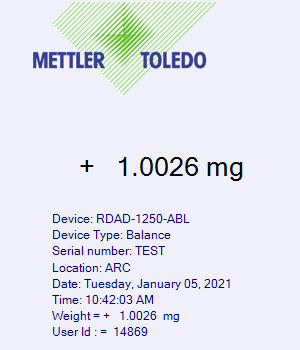 METTLER TOLEDO
+ 1.0026 mg
Device: RDAD-1250-ABL
Device Type: Balance
Serial number: TEST
Location: ARC
Date: Tuesday, January 05, 2021
Time: 10:42:03 AM
Weight = + 1.0026 mg
User Id : = 14869